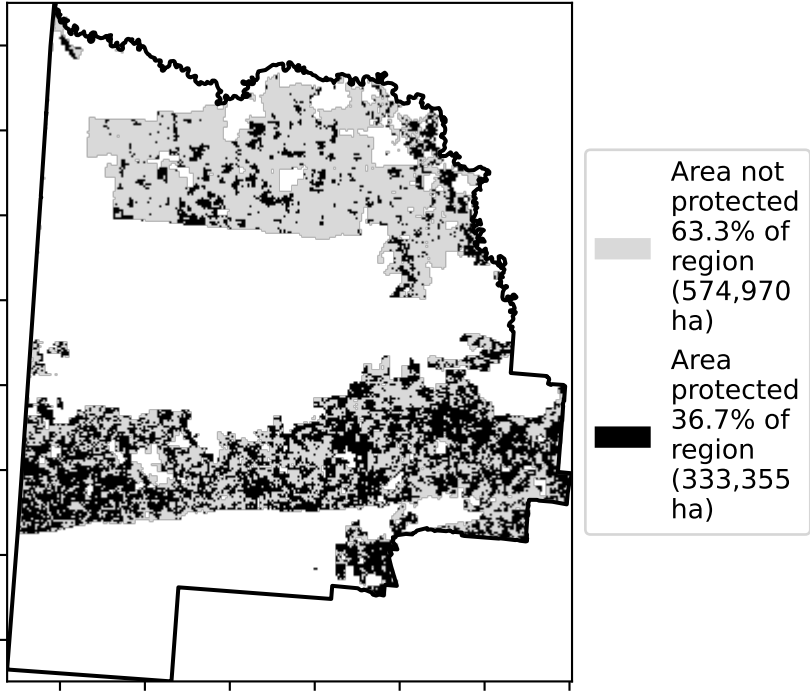 Area not
protected
63.3% of
region
(574,970
ha)
Area
protected
36.7% of
region
(333,355
ha)